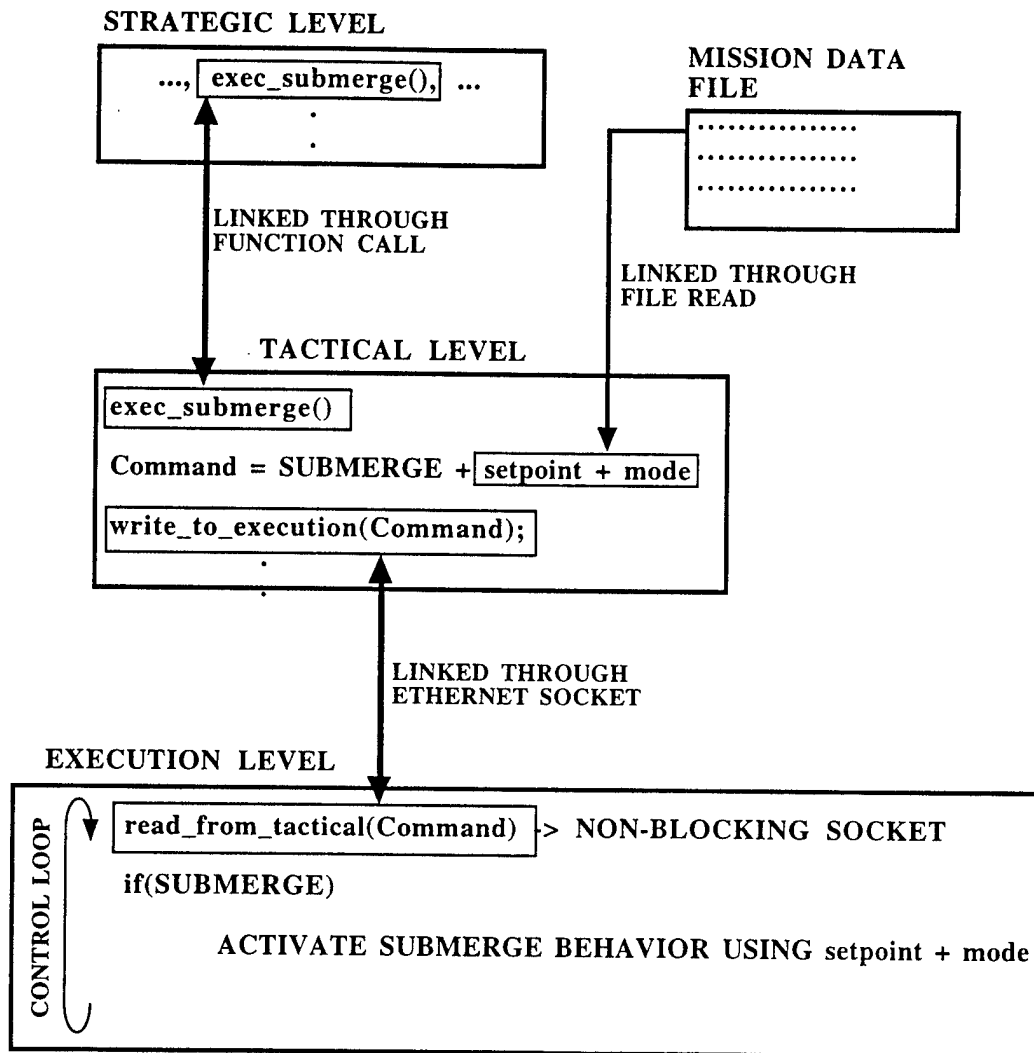 STRATEGIC LEVEL
..., exec_submerge(), ...
.
.
MISSION DATA
FILE
................
................
................
LINKED THROUGH
FUNCTION CALL
LINKED THROUGH
FILE READ
TACTICAL LEVEL
exec_submerge()
Command = SUBMERGE + setpoint + mode
write_to_execution(Command);
.
.
LINKED THROUGH
ETHERNET SOCKET
EXECUTION LEVEL
CONTROL LOOP
read_from_tactical(Command) -> NON-BLOCKING SOCKET
if(SUBMERGE)
ACTIVATE SUBMERGE BEHAVIOR USING setpoint + mode